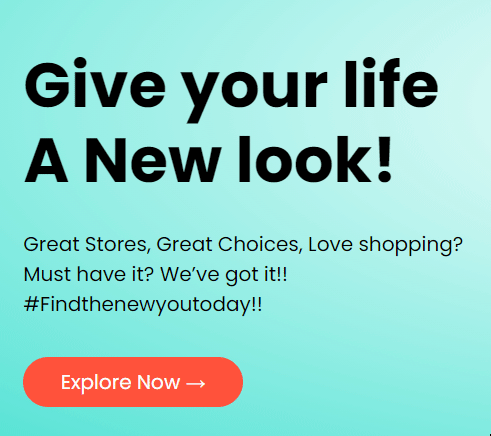 Give your life
A New look!
Great Stores, Great Choices, Love shopping?
Must have it? We’ve got it!!
#Findthenewyoutoday!!
Explore Now →